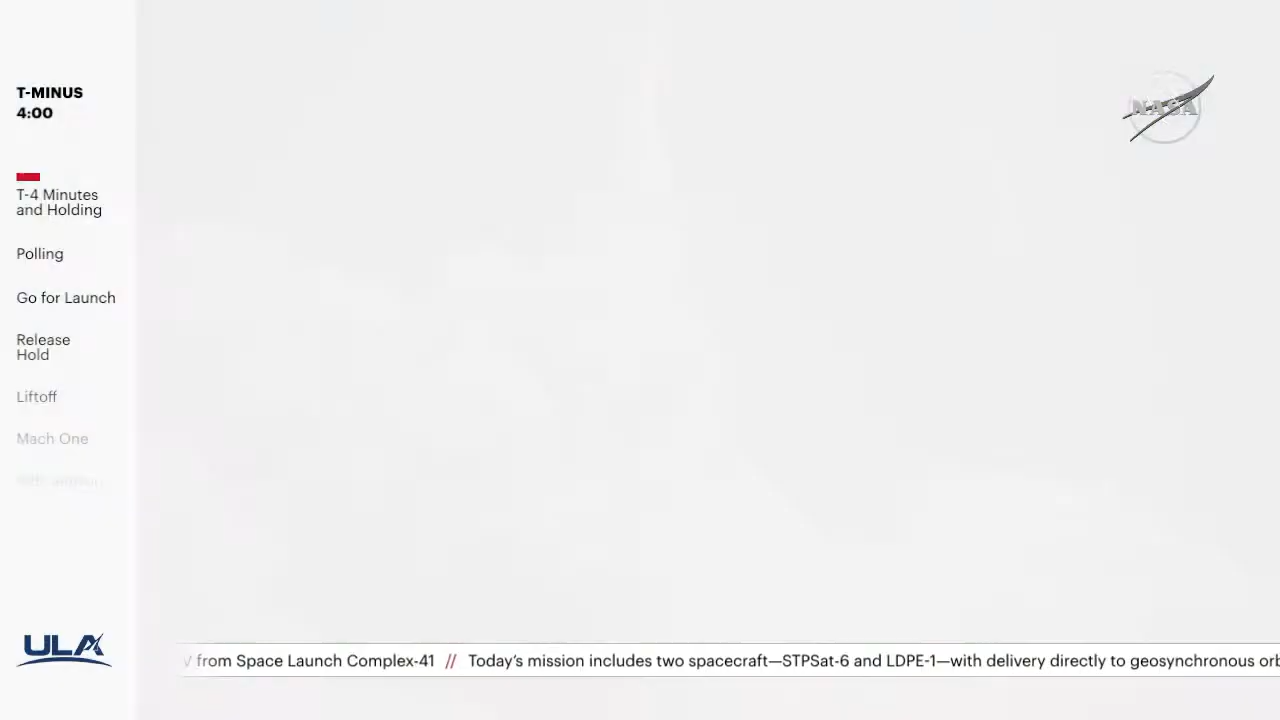 T-MINUS
4:00
T-4 Minutes
and Holding
Polling
Go for Launch
Release
Hold
Liftoff
Mach One
ULA
NASA
V from Space Launch Complex-41 // Today's mission includes two spacecraft—STPSat-6 and LDPE-1—with delivery directly to geosynchronous orb